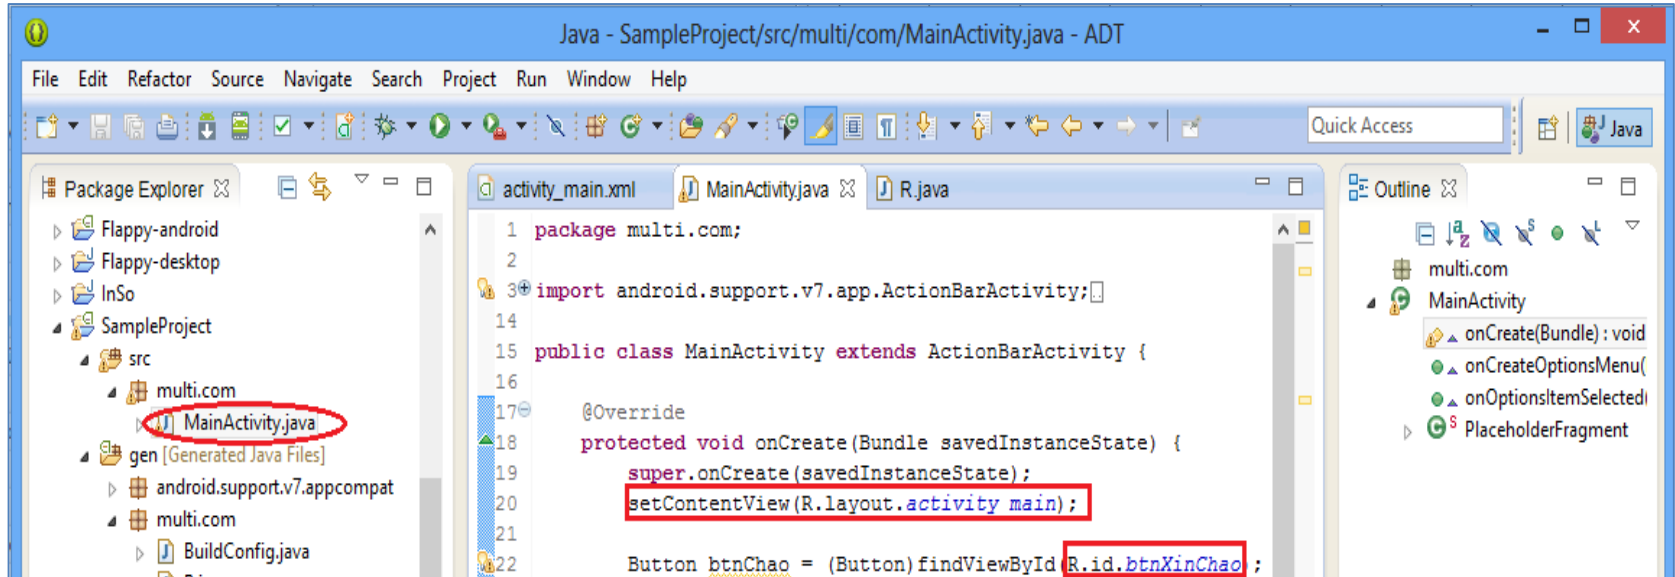 Java - SampleProject/src/multi/com/MainActivity.java - ADT
File Edit Refactor Source Navigate Search Project Run Window Help
Quick Access
Java
Package Explorer
Flappy-android
Flappy-desktop
InSo
SampleProject
src
multi.com
MainActivity.java
gen [Generated Java Files]
android.support.v7.appcompat
multi.com
BuildConfig.java
activity_main.xml MainActivity.java R.java
1 package multi.com;
2
3 import android.support.v7.app.ActionBarActivity;
14
15 public class MainActivity extends ActionBarActivity {
16
17 @Override
18 protected void onCreate(Bundle savedInstanceState) {
19 super.onCreate(savedInstanceState);
20 setContentView(R.layout.activity_main);
21
22 Button btnChao = (Button)findViewById(R.id.btnXinChao);
Outline
multi.com
MainActivity
onCreate(Bundle) : void
onCreateOptionsMenu(
onOptionsItemSelected(
PlaceholderFragment